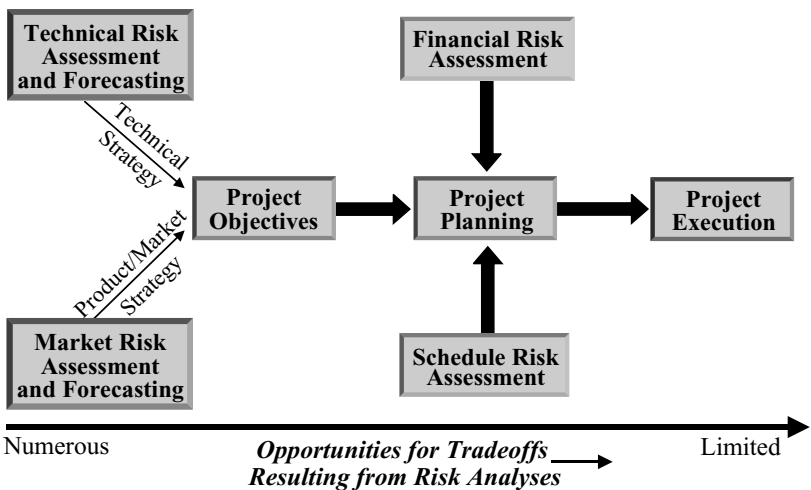 Technical Risk
Assessment
and Forecasting
Financial Risk
Assessment
Technical
Strategy
Project
Objectives
Project
Planning
Project
Execution
Product/Market
Strategy
Market Risk
Assessment
and Forecasting
Schedule Risk
Assessment
Numerous
Opportunities for Tradeoffs
Resulting from Risk Analyses
Limited